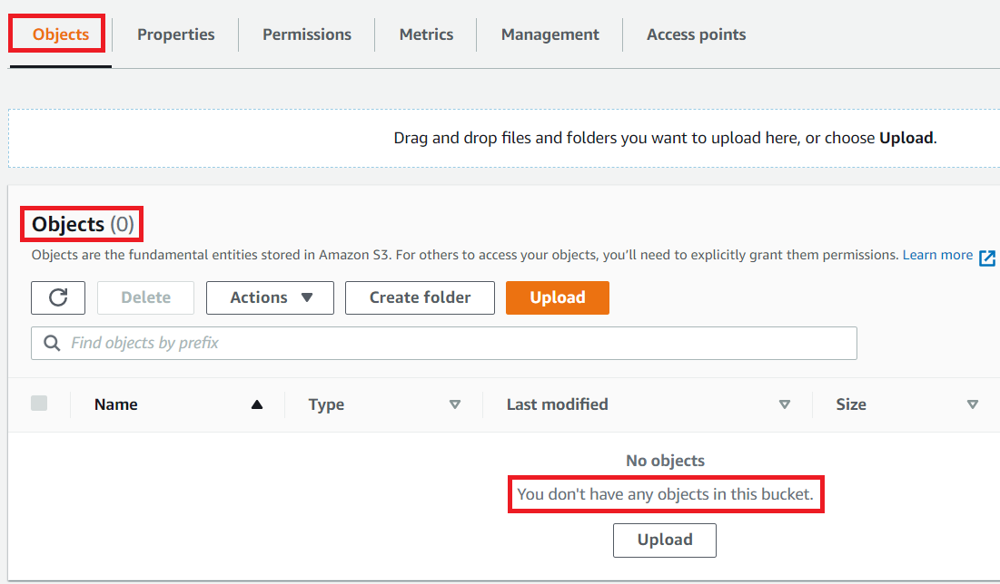 Objects Properties Permissions Metrics Management Access points
Drag and drop files and folders you want to upload here, or choose Upload.
Objects (0)
Objects are the fundamental entities stored in Amazon S3. For others to access your objects, you'll need to explicitly grant them permissions. Learn more
Delete Actions Create folder Upload
Find objects by prefix
Name Type Last modified Size
No objects
You don't have any objects in this bucket.
Upload